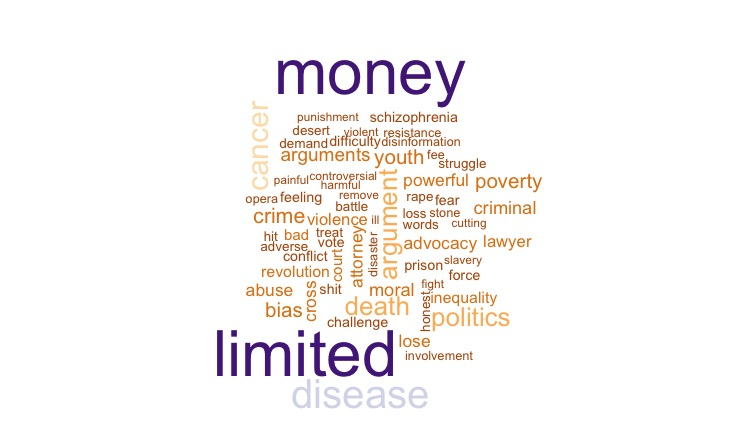 money
cancer
punishment schizophrenia
desert violent resistance
demand difficulty disinformation
arguments youth fee
struggle
painful controversial
harmful
powerful poverty
opera feeling remove
battle
argument
rape fear
crime violence ill
loss stone
words
criminal
cutting
hit bad treat
adverse vote
attorney
disaster
advocacy lawyer
conflict
court
prison slavery
revolution
force
abuse
cross
shit moral
fight
honest
inequality
bias death
politics
challenge
limited
lose
involvement
disease